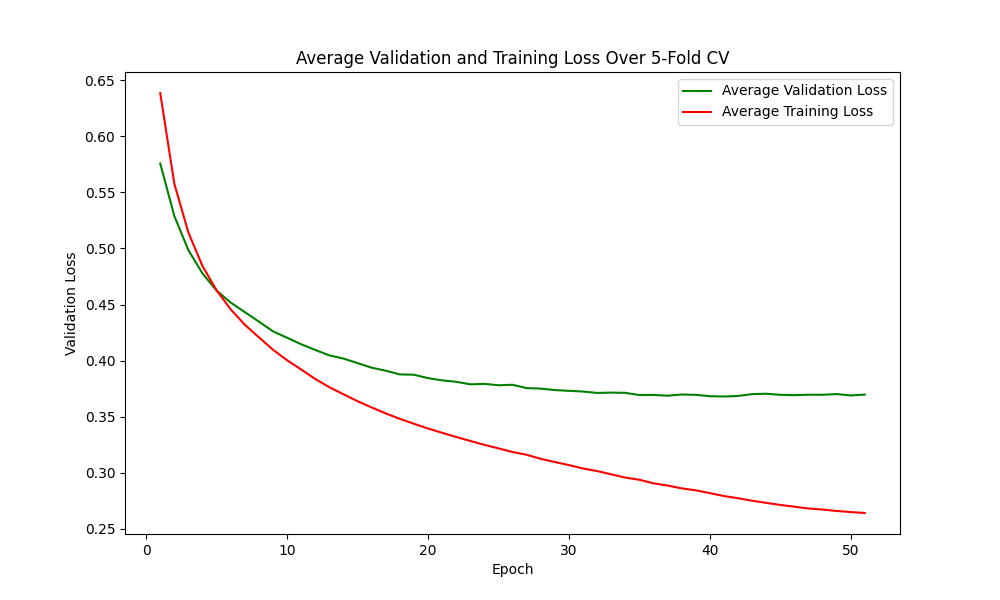 Average Validation and Training Loss Over 5-Fold CV
Average Validation Loss
Average Training Loss
Validation Loss
0.65
0.60
0.55
0.50
0.45
0.40
0.35
0.30
0.25
0 10 20 30 40 50
Epoch